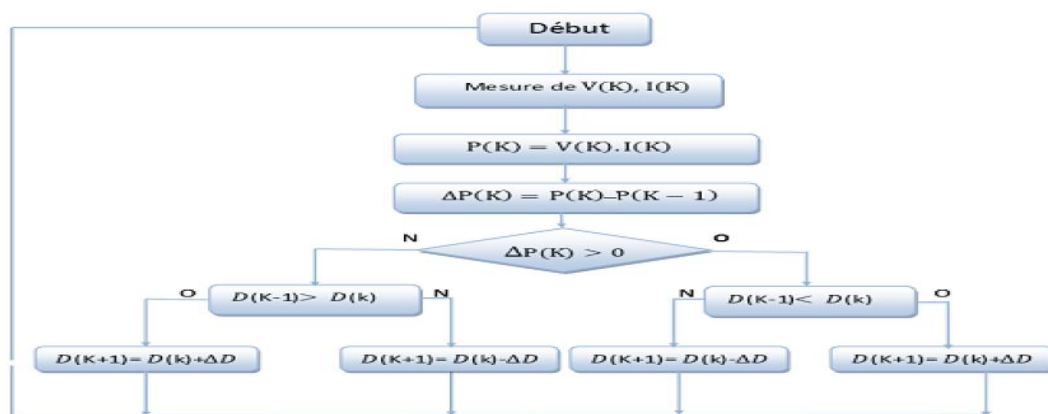 Début
Mesure de V(K), I(K)
P(K) = V(K).I(K)
ΔP(K) = P(K)–P(K − 1)
N
ΔP(K) > 0
O
O
D(K-1)> D(k)
N
N
D(K-1)< D(k)
O
D(K+1)= D(k)+ΔD
D(K+1)= D(k)-ΔD
D(K+1)= D(k)-ΔD
D(K+1)= D(k)+ΔD